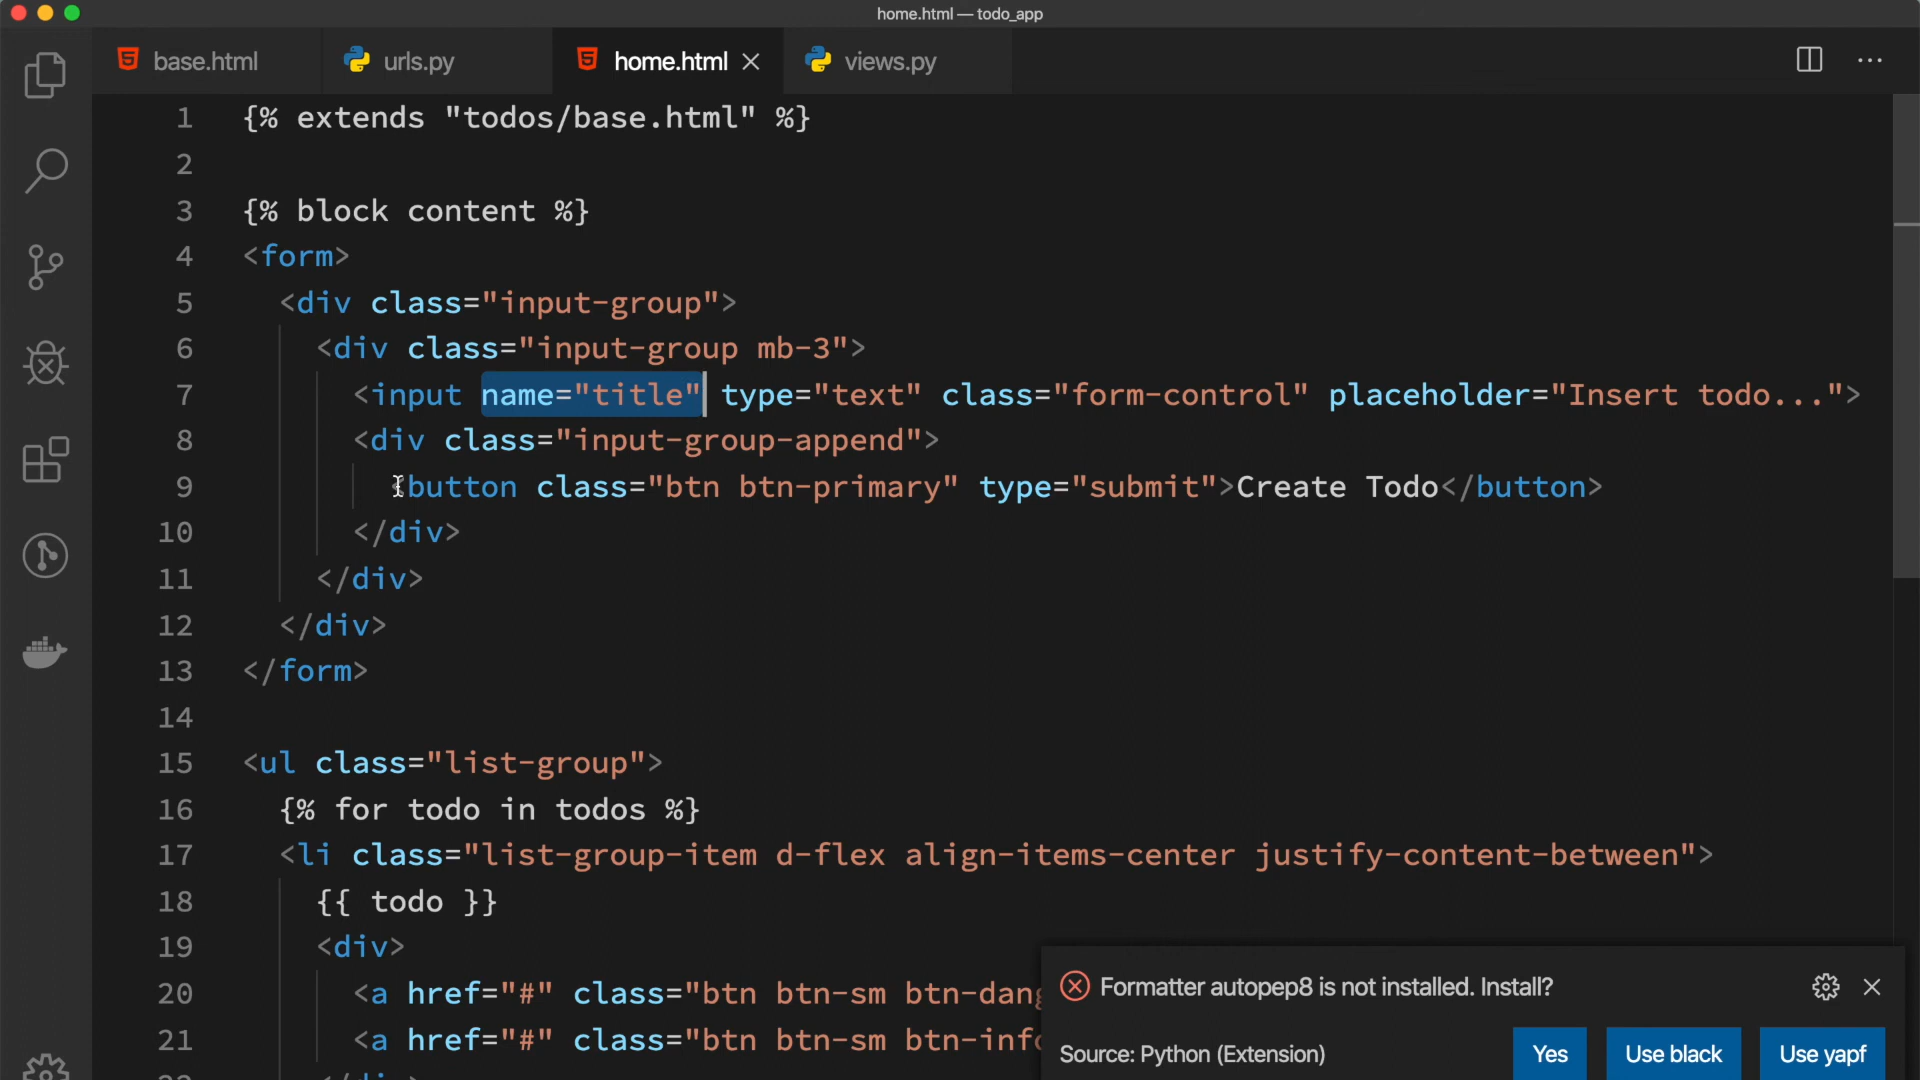 home.html — todo_app
base.html
urls.py
home.html
views.py
1 {% extends "todos/base.html" %}
2
3 {% block content %}
4 <form>
5 <div class="input-group">
6 <div class="input-group mb-3">
7 <input name="title" type="text" class="form-control" placeholder="Insert todo...">
8 <div class="input-group-append">
9 <button class="btn btn-primary" type="submit">Create Todo</button>
10 </div>
11 </div>
12 </div>
13 </form>
14
15 <ul class="list-group">
16 {% for todo in todos %}
17 <li class="list-group-item d-flex align-items-center justify-content-between">
18 {{ todo }}
19 <div>
20 <a href="#" class="btn btn-sm btn-dang
21 <a href="#" class="btn btn-sm btn-info
Formatter autopep8 is not installed. Install?
Source: Python (Extension)
Yes
Use black
Use yapf